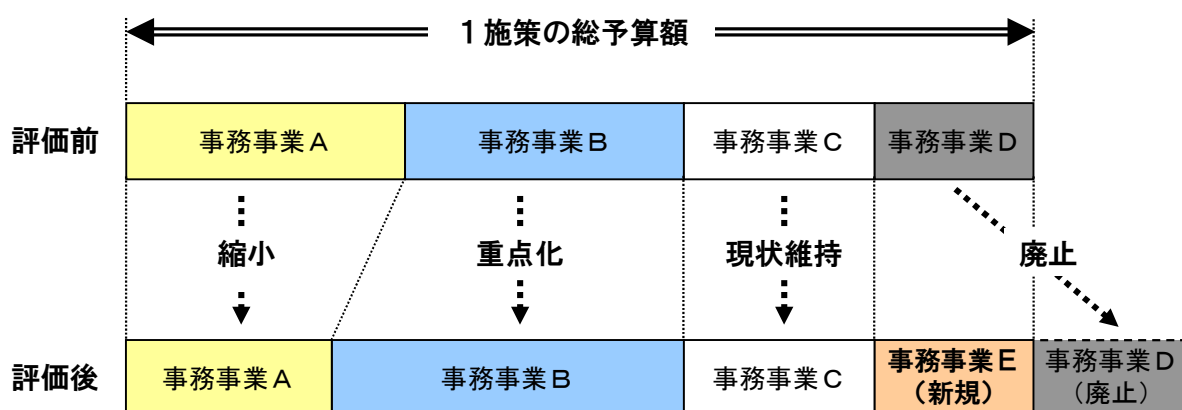 1施策の総予算額
評価前
事務事業A
事務事業B
事務事業C
事務事業D
縮小
重点化
現状維持
廃止
評価後
事務事業A
事務事業B
事務事業C
事務事業E
（新規）
事務事業D
（廃止）